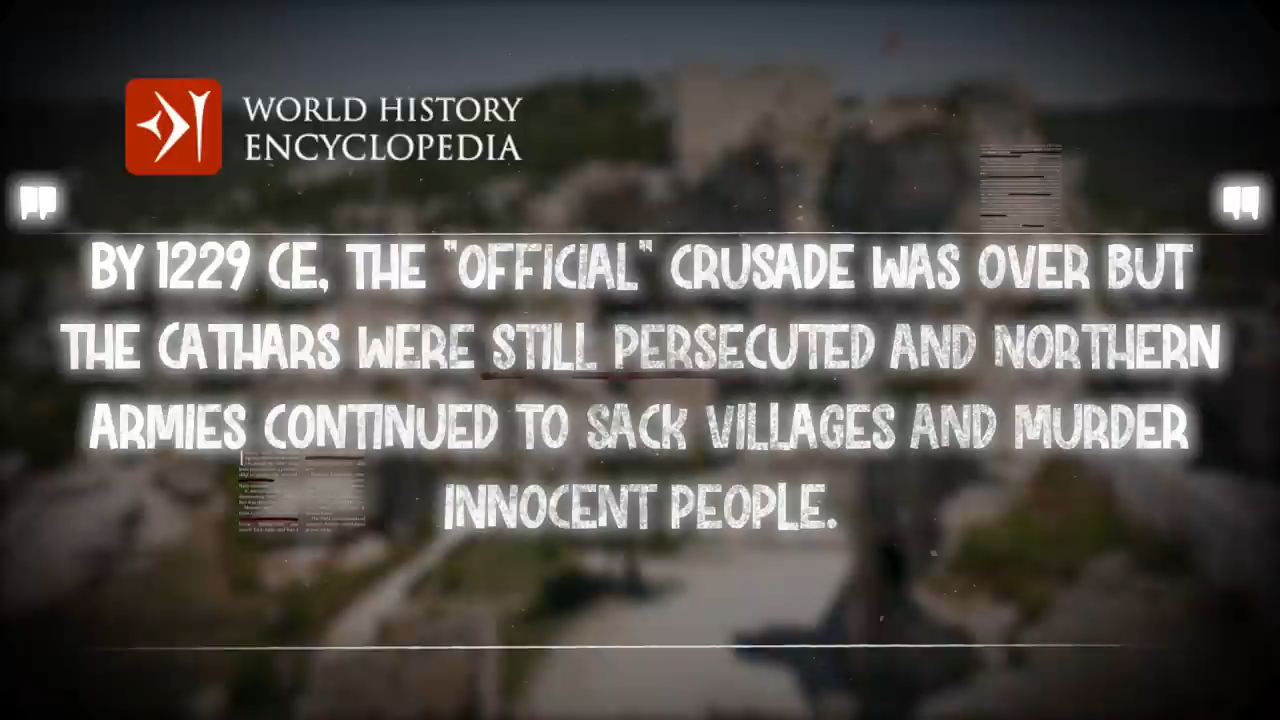 WORLD HISTORY
ENCYCLOPEDIA
"
"
BY 1229 CE, THE "OFFICIAL" CRUSADE WAS OVER BUT
THE CATHARS WERE STILL PERSECUTED AND NORTHERN
ARMIES CONTINUED TO SACK VILLAGES AND MURDER
INNOCENT PEOPLE.